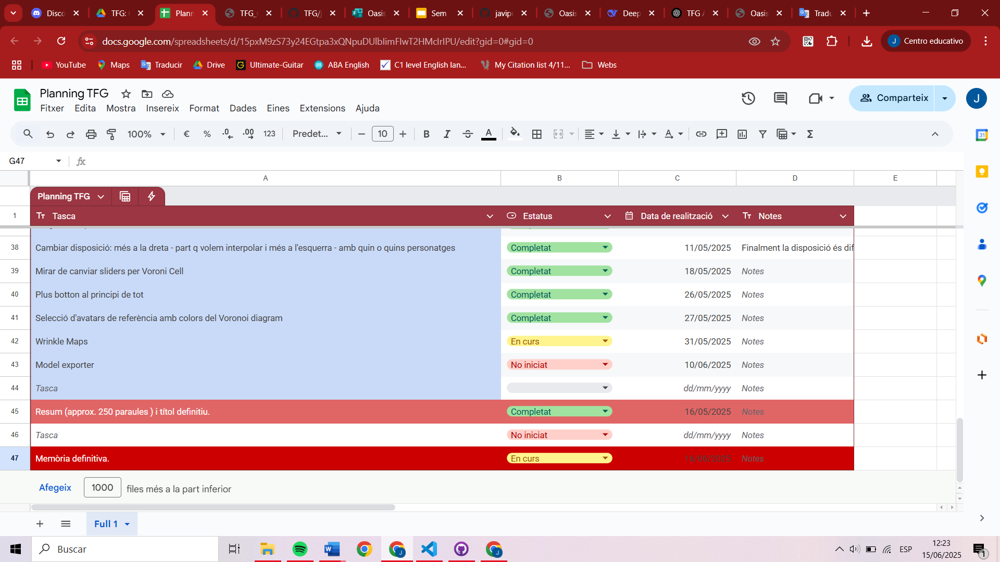 Disco
TFG:
Plann
TFG_
TFG/j
Oasis
Sem
javipo
Oasis
Deep
TFG A
Oasis
Tradu
docs.google.com/spreadsheets/d/15pxM9zS73y24EGtpa3xQNpuDUlbIimFIwT2HMcIrIPU/edit?gid=0#gid=0
J Centro educativo
YouTube Maps Traducir Drive Ultimate-Guitar ABA English C1 level English lan... My Citation list 4/11... Webs
Planning TFG
Comparteix
J
Fitxer Edita Mostra Insereix Format Dades Eines Extensions Ajuda
100% € % .0 .00 123 Predet... 10 B I A Σ
G47 fx
A B C D E
Planning TFG
1 Tasca Estatus Data de realització Notes
38 Cambiar disposició: més a la dreta - part q volem interpolar i més a l'esquerra - amb quin o quins personatges Completat 11/05/2025 Finalment la disposició és dif
39 Mirar de canviar sliders per Voroni Cell Completat 18/05/2025 Notes
40 Plus botton al principi de tot Completat 26/05/2025 Notes
41 Selecció d'avatars de referència amb colors del Voronoi diagram Completat 27/05/2025 Notes
42 Wrinkle Maps En curs 31/05/2025 Notes
43 Model exporter No iniciat 10/06/2025 Notes
44 Tasca dd/mm/yyyy Notes
45 Resum (approx. 250 paraules ) i títol definitiu. Completat 16/05/2025 Notes
46 Tasca No iniciat dd/mm/yyyy Notes
47 Memòria definitiva. En curs 16/06/2025 Notes
Afegeix 1000 files més a la part inferior
Full 1
Buscar
ESP
12:23
15/06/2025
1